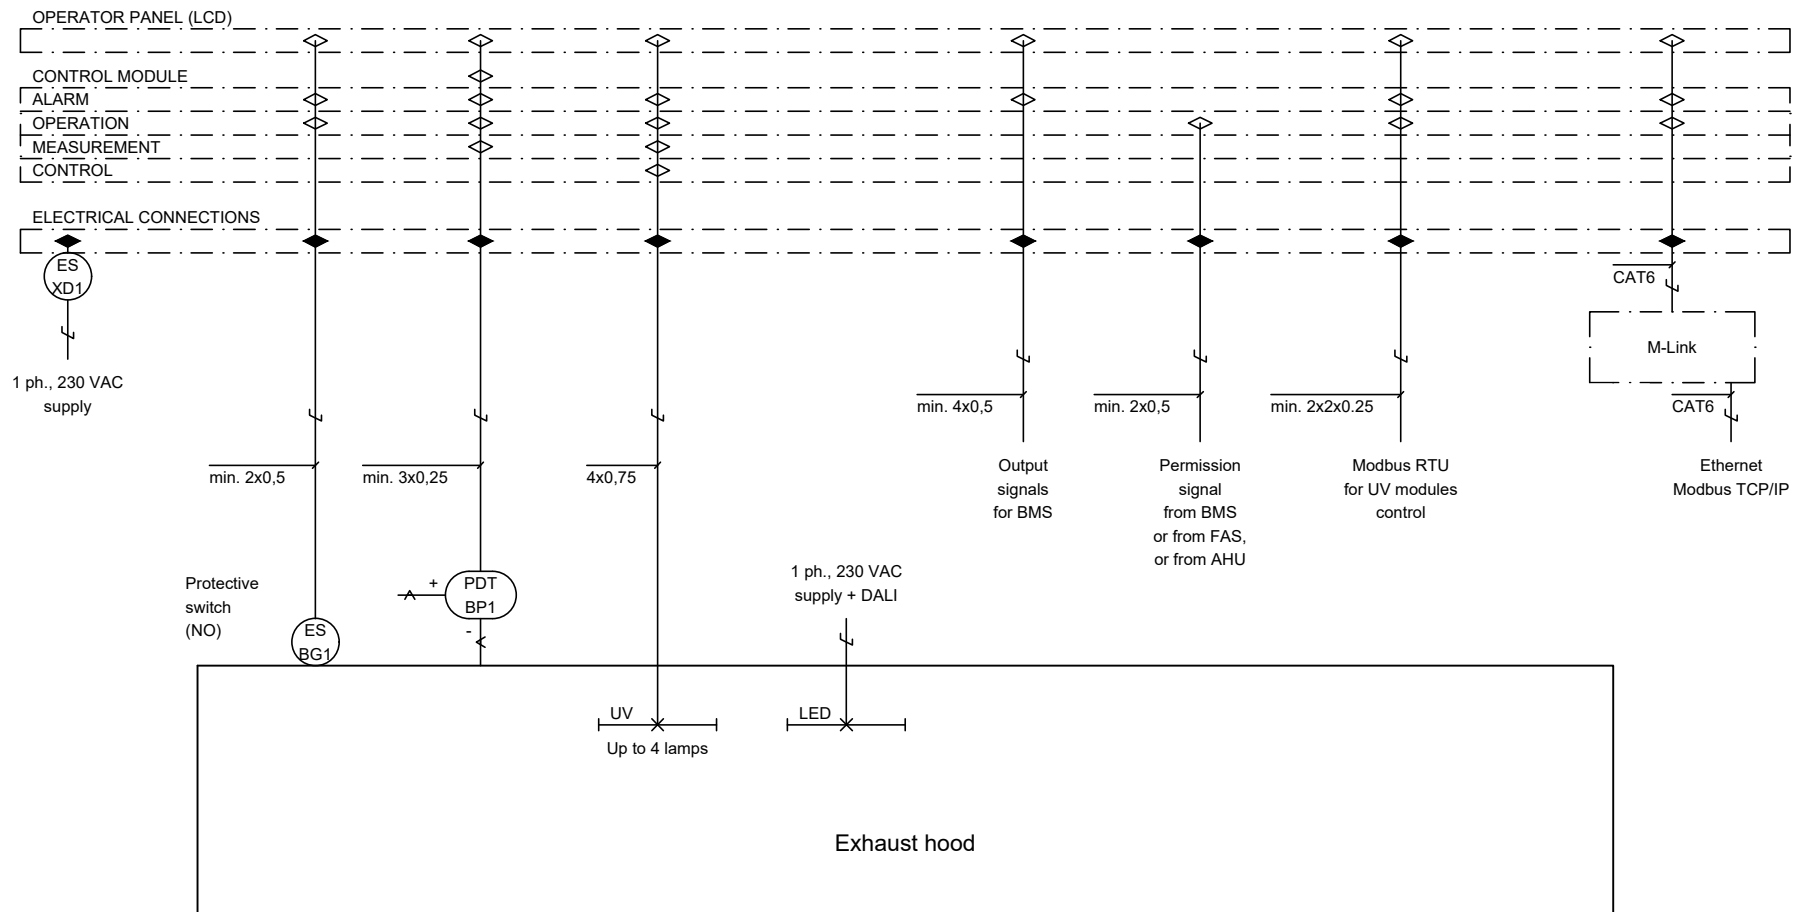 OPERATOR PANEL (LCD)
CONTROL MODULE
ALARM
OPERATION
MEASUREMENT
CONTROL
ELECTRICAL CONNECTIONS
ES
XD1
1 ph., 230 VAC
supply
CAT6
M-Link
CAT6
Ethernet
Modbus TCP/IP
min. 4x0,5
Output
signals
for BMS
min. 2x0,5
Permission
signal
from BMS
or from FAS,
or from AHU
min. 2x2x0.25
Modbus RTU
for UV modules
control
min. 2x0,5
min. 3x0,25
4x0,75
Protective
switch
(NO)
ES
BG1
+
PDT
BP1
-
1 ph., 230 VAC
supply + DALI
UV
Up to 4 lamps
LED
Exhaust hood